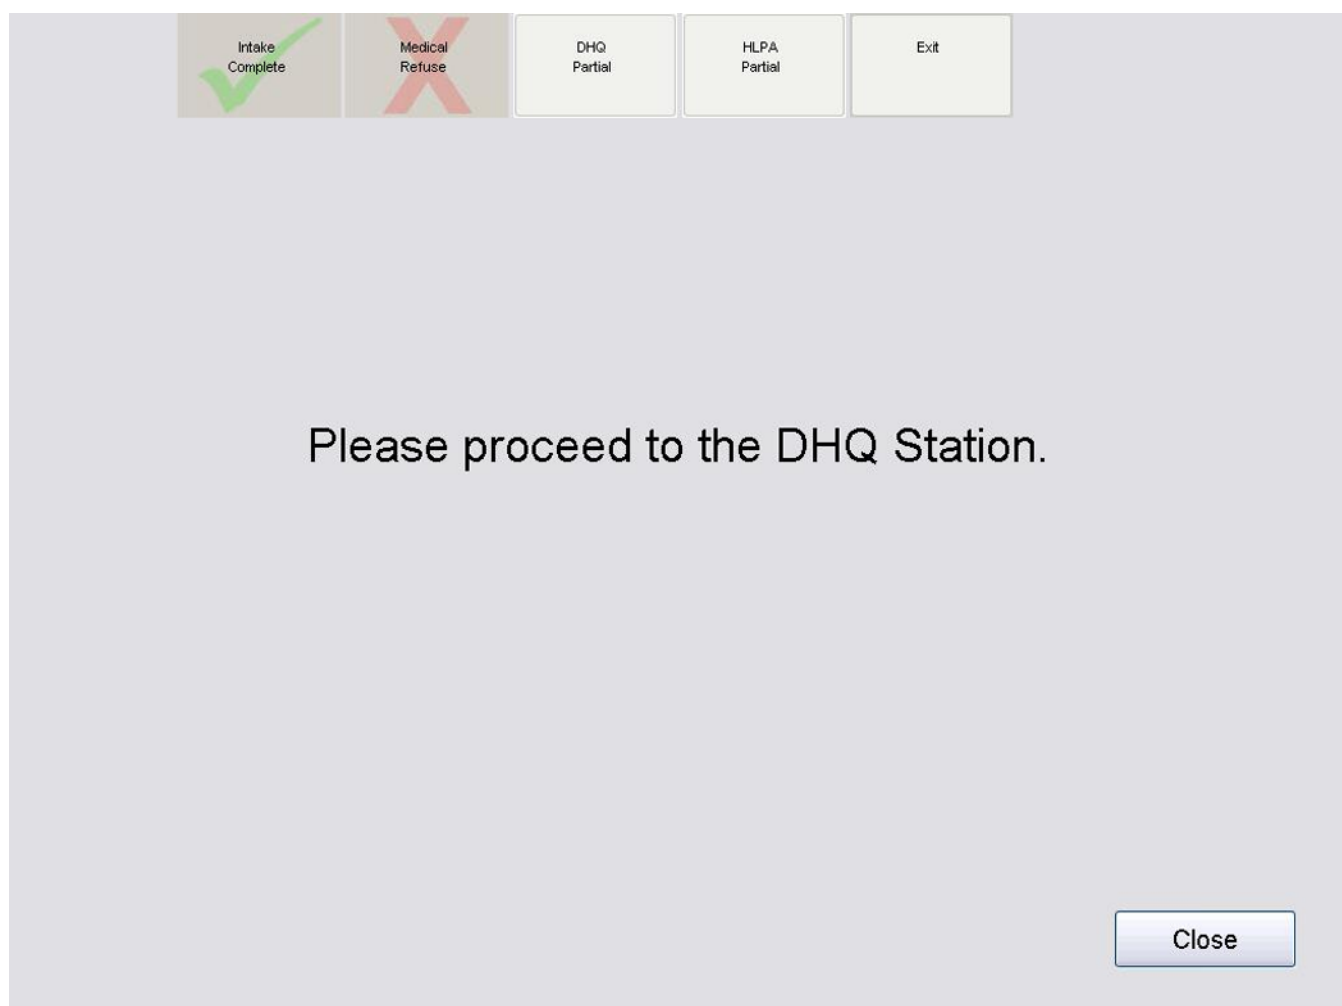 Intake
Complete
Medical
Refuse
DHQ
Partial
HLPA
Partial
Exit
Please proceed to the DHQ Station.
Close